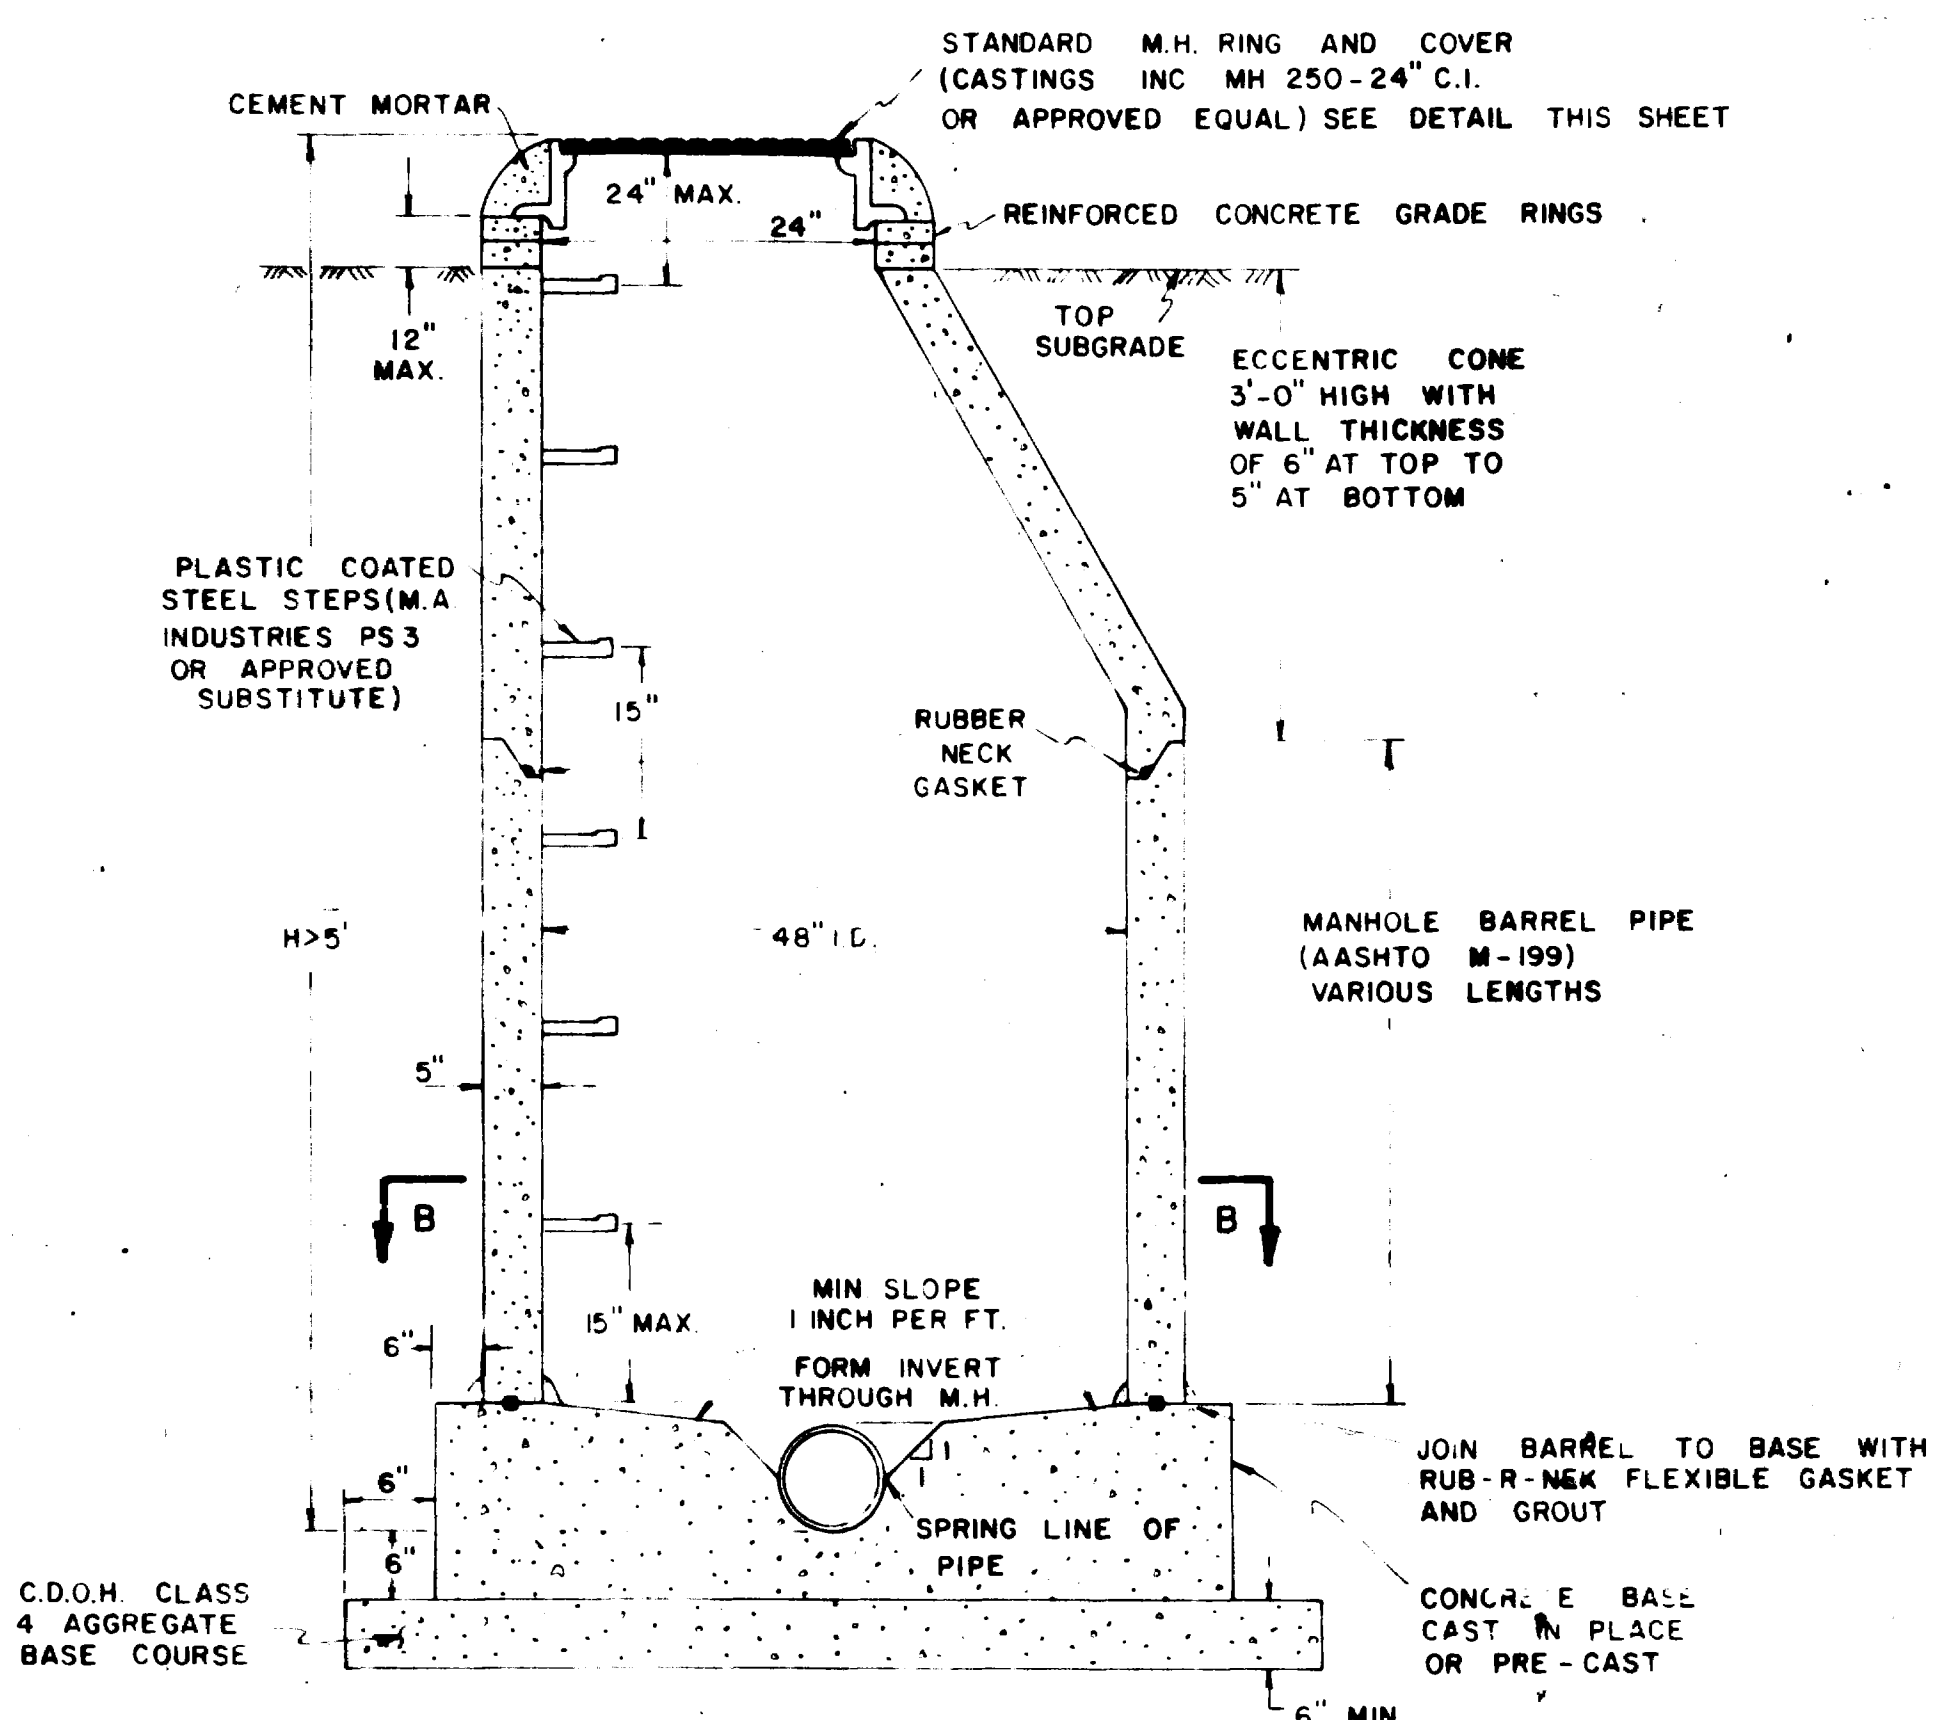 STANDARD M.H. RING AND COVER
(CASTINGS INC MH 250-24" C.I.
OR APPROVED EQUAL) SEE DETAIL THIS SHEET
CEMENT MORTAR
24" MAX.
24"
REINFORCED CONCRETE GRADE RINGS
12"
MAX.
TOP
SUBGRADE
ECCENTRIC CONE
3'-0" HIGH WITH
WALL THICKNESS
OF 6" AT TOP TO
5" AT BOTTOM
PLASTIC COATED
STEEL STEPS(M.A.
INDUSTRIES PS3
OR APPROVED
SUBSTITUTE)
15"
RUBBER
NECK
GASKET
H>5'
48" I.D.
MANHOLE BARREL PIPE
(AASHTO M-199)
VARIOUS LENGTHS
5"
B
B
15" MAX.
MIN SLOPE
1 INCH PER FT.
6"
FORM INVERT
THROUGH M.H.
1
1
JOIN BARREL TO BASE WITH
RUB-R-NEK FLEXIBLE GASKET
AND GROUT
6"
SPRING LINE OF
PIPE
6"
C.D.O.H. CLASS
4 AGGREGATE
BASE COURSE
CONCRETE BASE
CAST IN PLACE
OR PRE-CAST
6" MIN